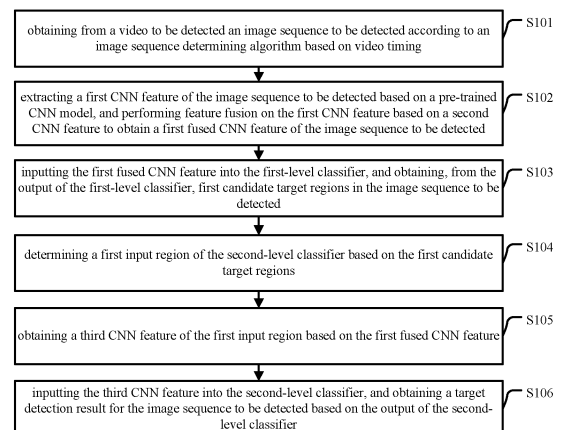 obtaining from a video to be detected an image sequence to be detected according to an
image sequence determining algorithm based on video timing
S101
extracting a first CNN feature of the image sequence to be detected based on a pre-trained
CNN model, and performing feature fusion on the first CNN feature based on a second
CNN feature to obtain a first fused CNN feature of the image sequence to be detected
S102
inputting the first fused CNN feature into the first-level classifier, and obtaining, from the
output of the first-level classifier, first candidate target regions in the image sequence to be
detected
S103
determining a first input region of the second-level classifier based on the first candidate
target regions
S104
obtaining a third CNN feature of the first input region based on the first fused CNN feature
S105
inputting the third CNN feature into the second-level classifier, and obtaining a target
detection result for the image sequence to be detected based on the output of the second-
level classifier
S106